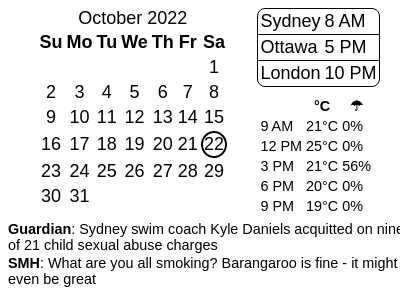 October 2022
Su Mo Tu We Th Fr Sa
1
2 3 4 5 6 7 8
9 10 11 12 13 14 15
16 17 18 19 20 21 22
23 24 25 26 27 28 29
30 31
Sydney 8 AM
Ottawa 5 PM
London 10 PM
°C ☂
9 AM 21°C 0%
12 PM 25°C 0%
3 PM 21°C 56%
6 PM 20°C 0%
9 PM 19°C 0%
Guardian: Sydney swim coach Kyle Daniels acquitted on nine
of 21 child sexual abuse charges
SMH: What are you all smoking? Barangaroo is fine - it might
even be great